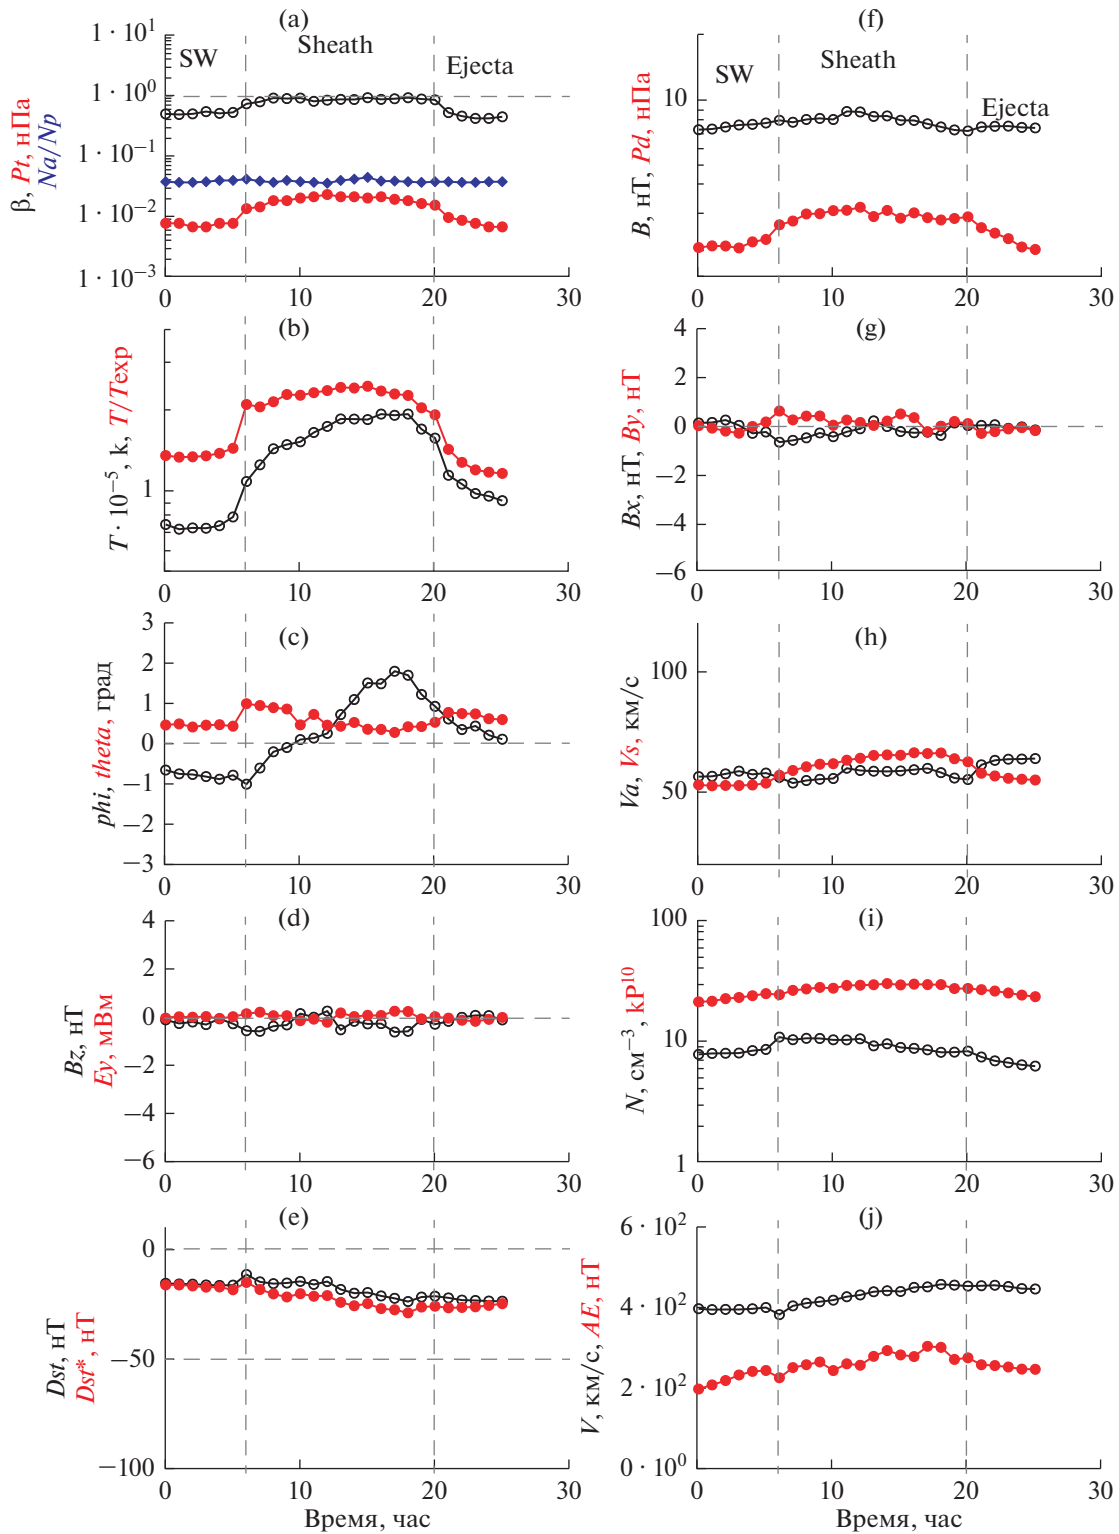 (a)
1 · 10¹
1 · 10⁰
1 · 10⁻¹
1 · 10⁻²
1 · 10⁻³
β, Pt, нПа
Na/Np
SW
Sheath
Ejecta
0
10
20
30
(b)
T · 10⁻⁵, k, T/Texp
1
0
10
20
30
(c)
phi, theta, град
3
2
1
0
−1
−2
−3
0
10
20
30
(d)
Bz, нТ
Ey, мВм
4
2
0
−2
−4
−6
0
10
20
30
(e)
Dst, нТ
Dst*, нТ
0
−50
−100
0
10
20
30
Время, час
(f)
B, нТ, Pd, нПа
10
SW
Sheath
Ejecta
0
10
20
30
(g)
Bx, нТ, By, нТ
4
2
0
−2
−4
−6
0
10
20
30
(h)
Va, Vs, км/с
100
50
0
10
20
30
(i)
N, см⁻³, kP¹⁰
100
10
1
0
10
20
30
(j)
V, км/с, AE, нТ
6 · 10²
4 · 10²
2 · 10²
0 · 10⁰
0
10
20
30
Время, час